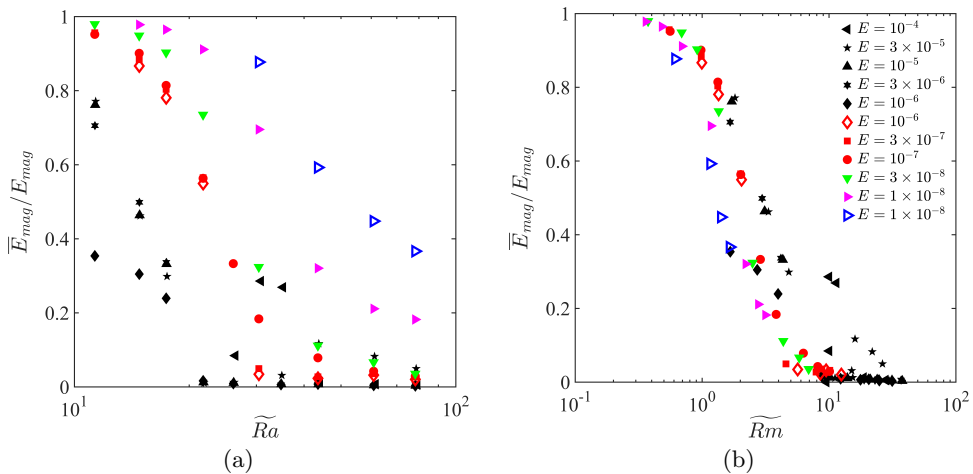 1
0.8
0.6
0.4
0.2
0
$\overline{E}_{mag}/E_{mag}$
10^1
10^2
$\widetilde{Ra}$
(a)
1
0.8
0.6
0.4
0.2
0
$\overline{E}_{mag}/E_{mag}$
10^{-1}
10^0
10^1
10^2
$\widetilde{Rm}$
(b)
E = 10^{-4}
E = 3 × 10^{-5}
E = 10^{-5}
E = 3 × 10^{-6}
E = 10^{-6}
E = 10^{-6}
E = 3 × 10^{-7}
E = 10^{-7}
E = 3 × 10^{-8}
E = 1 × 10^{-8}
E = 1 × 10^{-8}